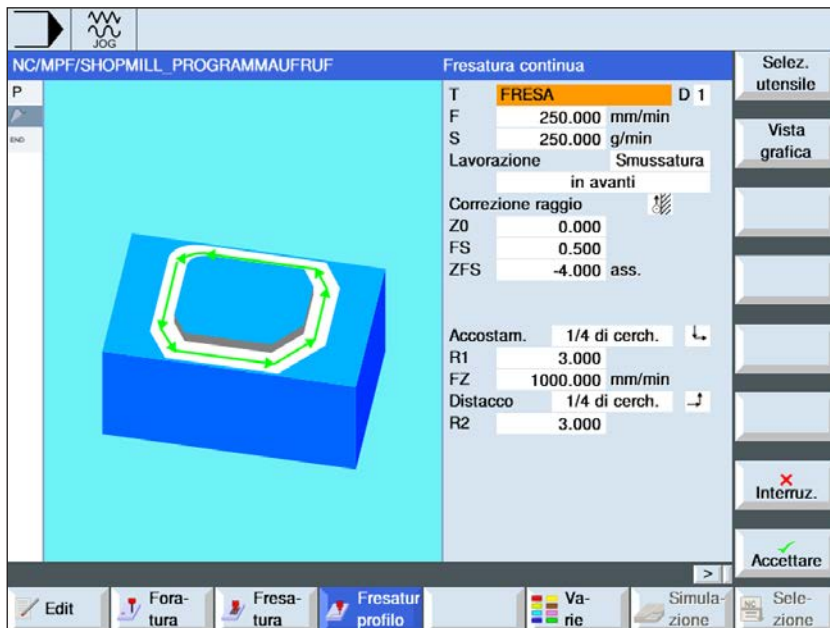 JOG
NC/MPF/SHOPMILL_PROGRAMMAUFRUF
Fresatura continua
P
END
T FRESA D 1
F 250.000 mm/min
S 250.000 g/min
Lavorazione Smussatura
in avanti
Correzione raggio
Z0 0.000
FS 0.500
ZFS -4.000 ass.
Accostam. 1/4 di cerch.
R1 3.000
FZ 1000.000 mm/min
Distacco 1/4 di cerch.
R2 3.000
Selez.
utensile
Vista
grafica
Interruz.
Accettare
>
Edit
Fora-
tura
Fresa-
tura
Fresatur
profilo
Va-
rie
Simula-
zione
NC
Sele-
zione